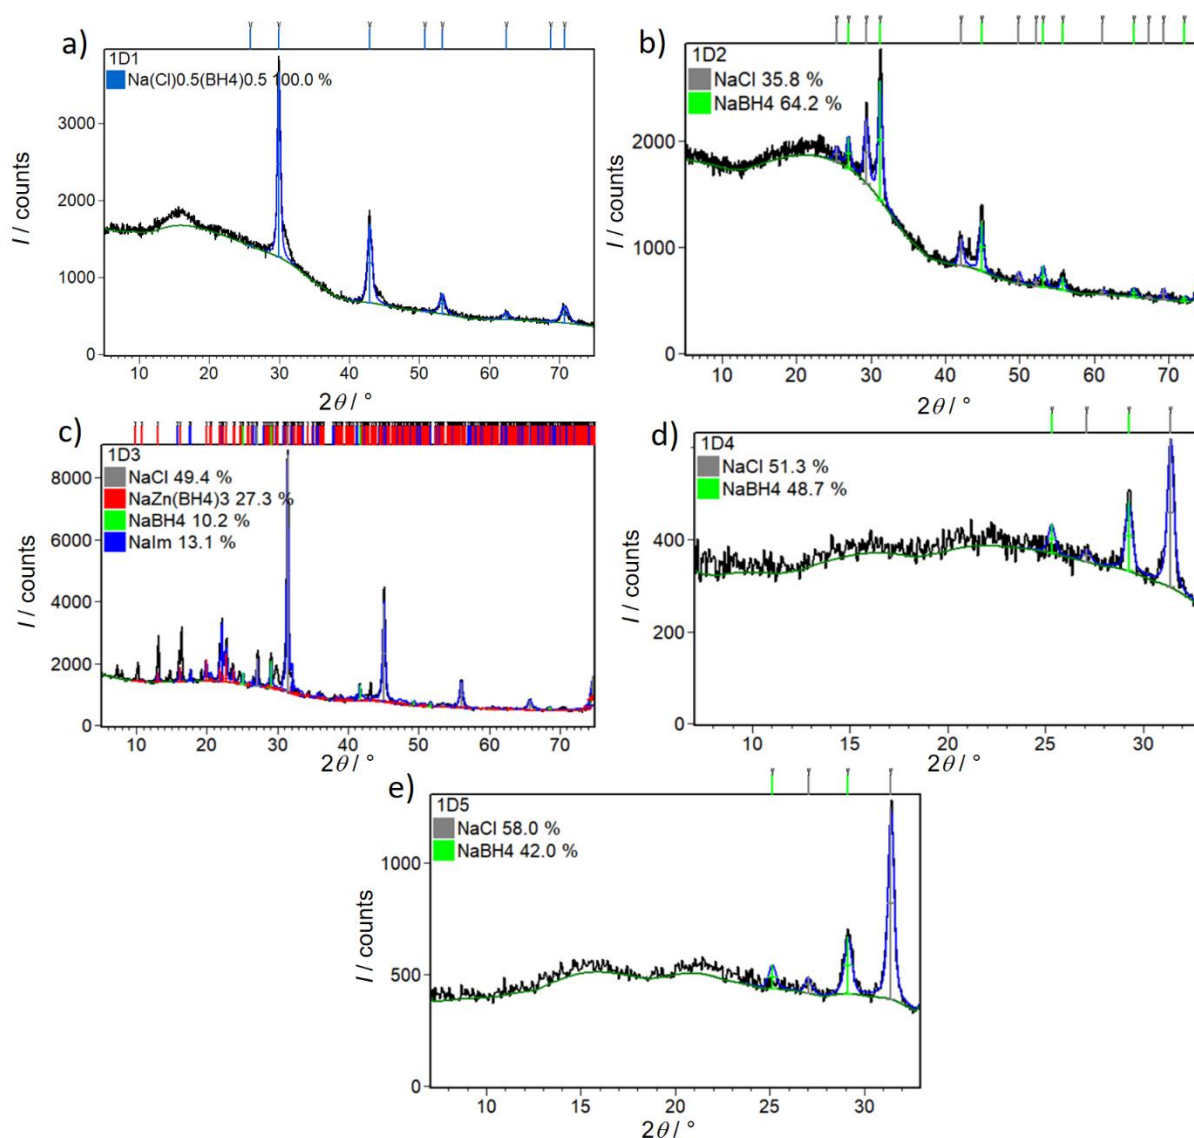 a)
1D1
Na(Cl)0.5(BH4)0.5 100.0 %
I / counts
3000
2000
1000
0
10 20 30 40 50 60 70
2θ / °
b)
1D2
NaCl 35.8 %
NaBH4 64.2 %
I / counts
2000
1000
0
10 20 30 40 50 60 70
2θ / °
c)
1D3
NaCl 49.4 %
NaZn(BH4)3 27.3 %
NaBH4 10.2 %
NaIm 13.1 %
I / counts
8000
6000
4000
2000
0
10 20 30 40 50 60 70
2θ / °
d)
1D4
NaCl 51.3 %
NaBH4 48.7 %
I / counts
400
200
0
10 15 20 25 30
2θ / °
e)
1D5
NaCl 58.0 %
NaBH4 42.0 %
I / counts
1000
500
0
10 15 20 25 30
2θ / °